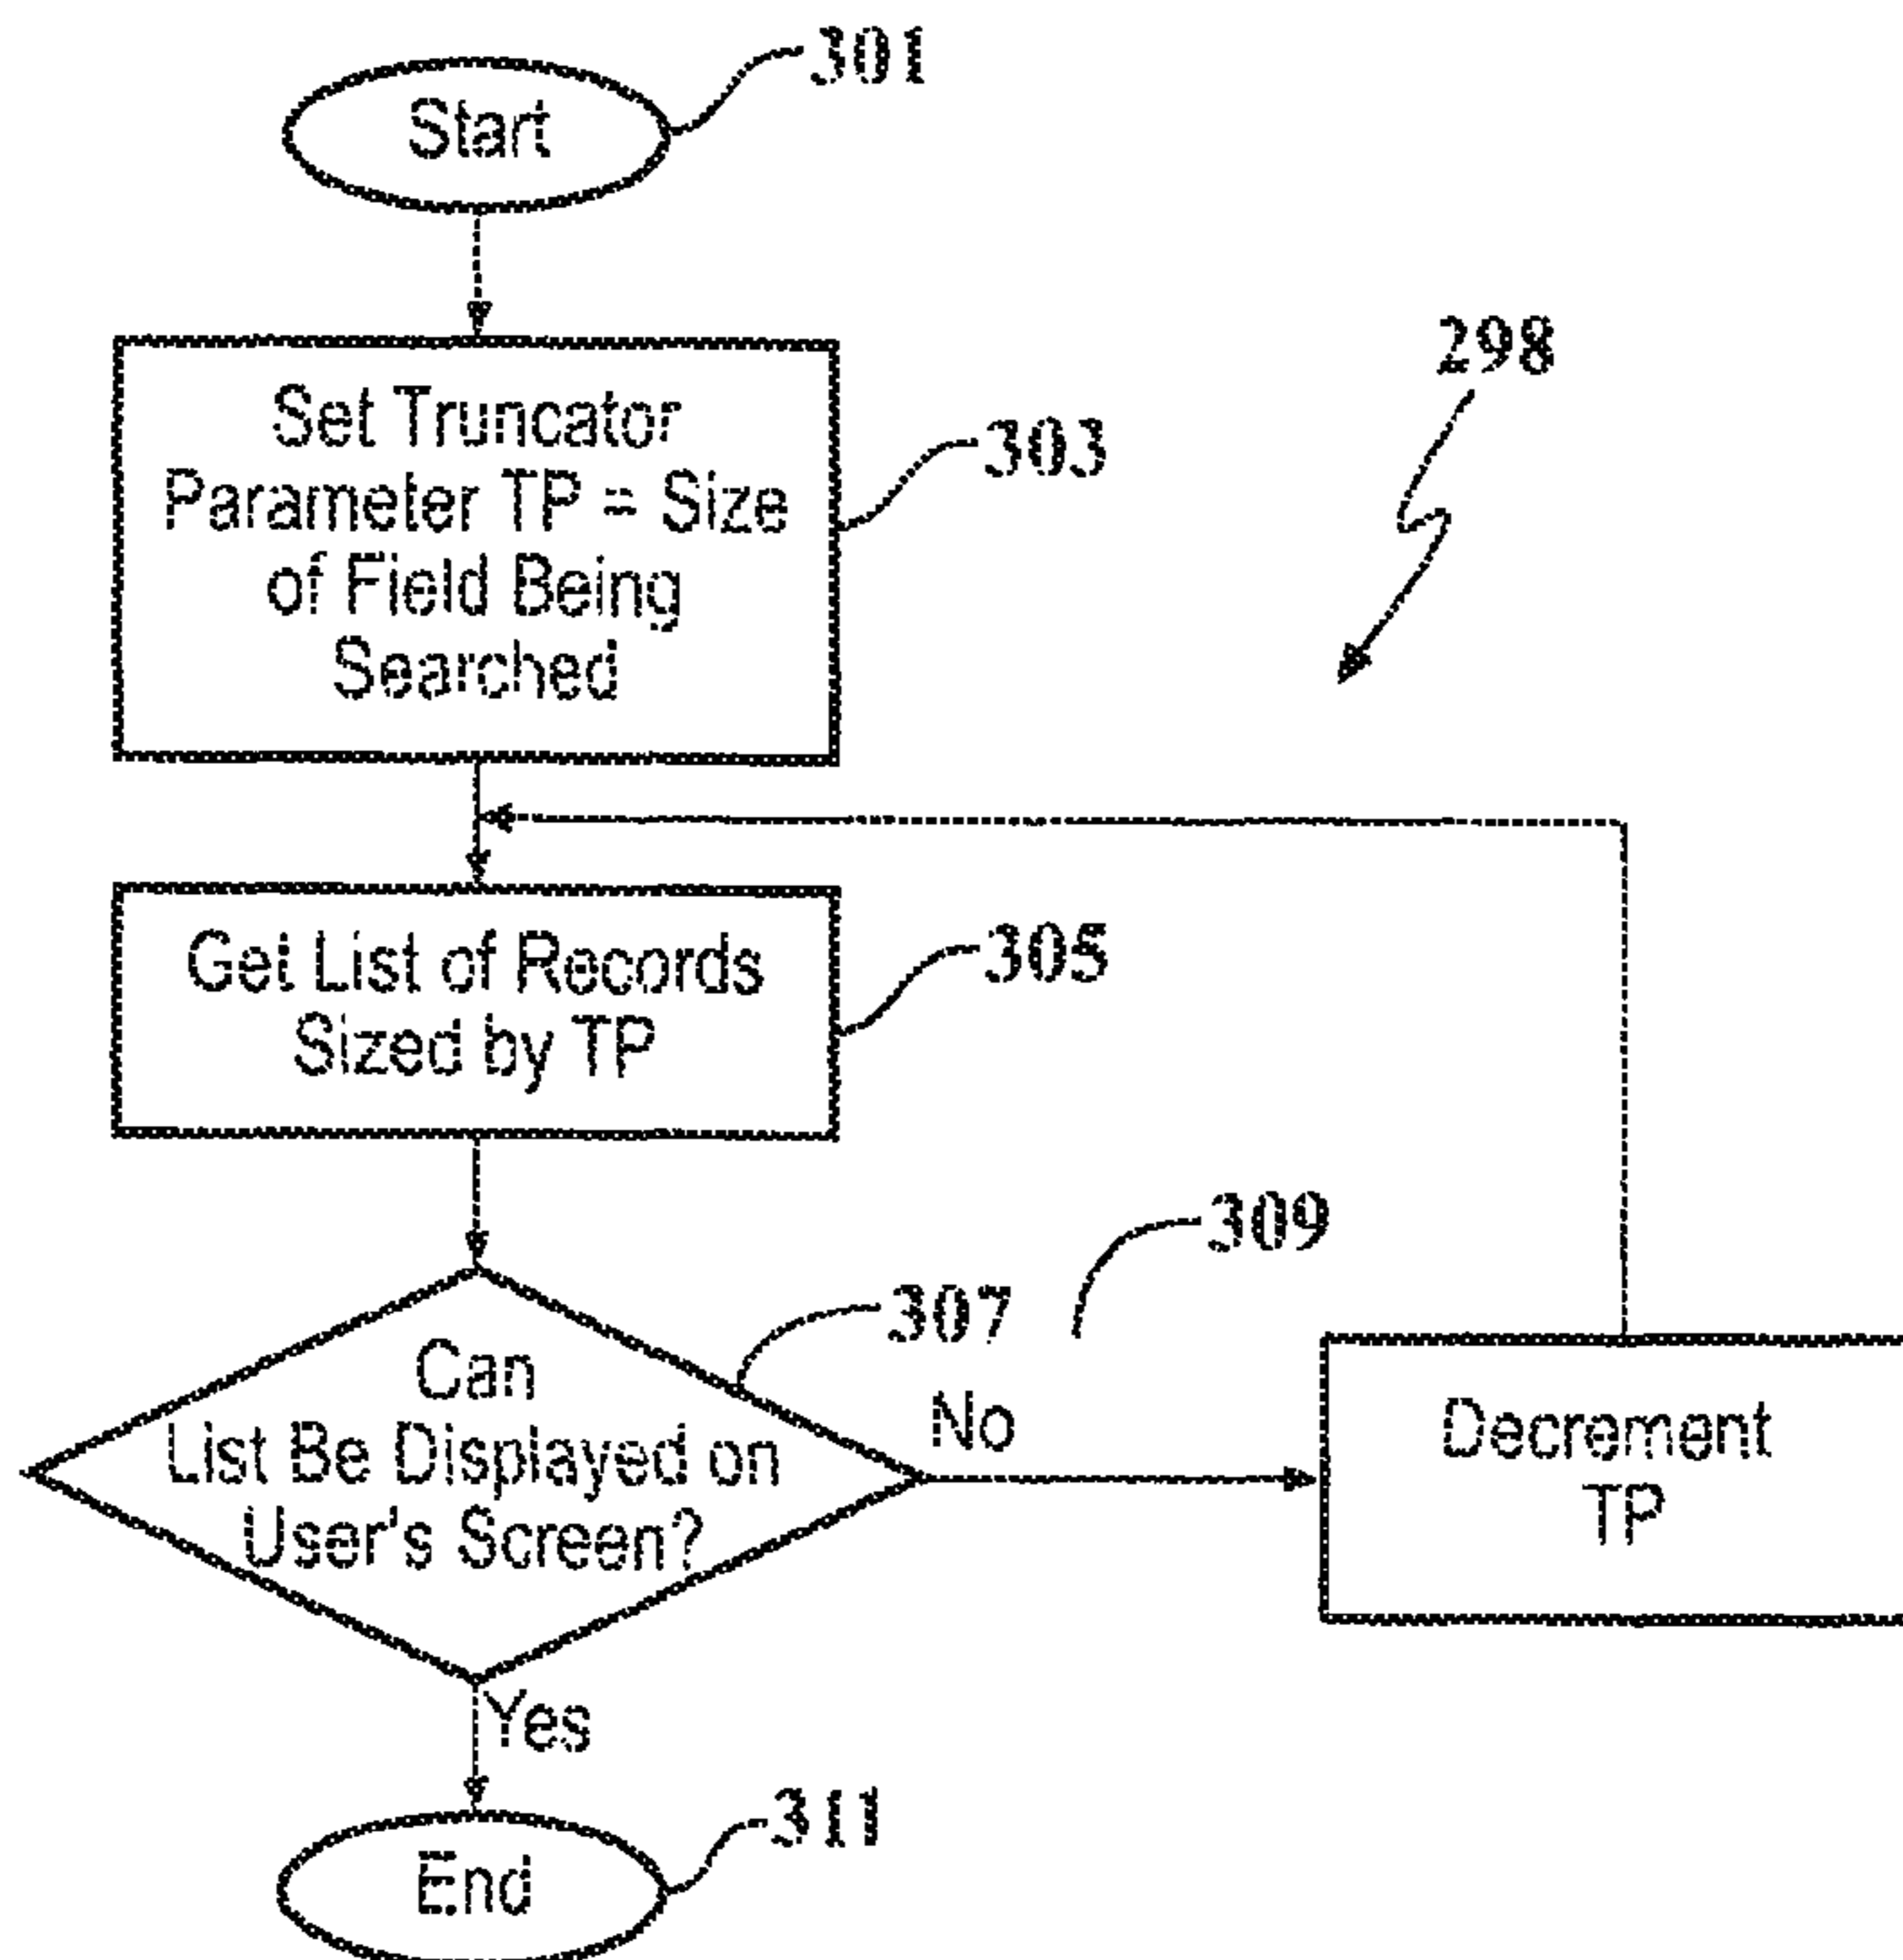 301
Start
298
Set Truncator
Parameter TP = Size
of Field Being
Searched
303
Get List of Records
Sized by TP
305
309
307
Can
List Be Displayed on
User's Screen?
No
Decrement
TP
Yes
311
End